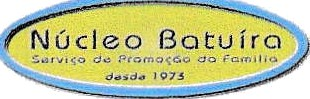 Núcleo Batuíra
Serviço de Promoção da Família
desde 1973